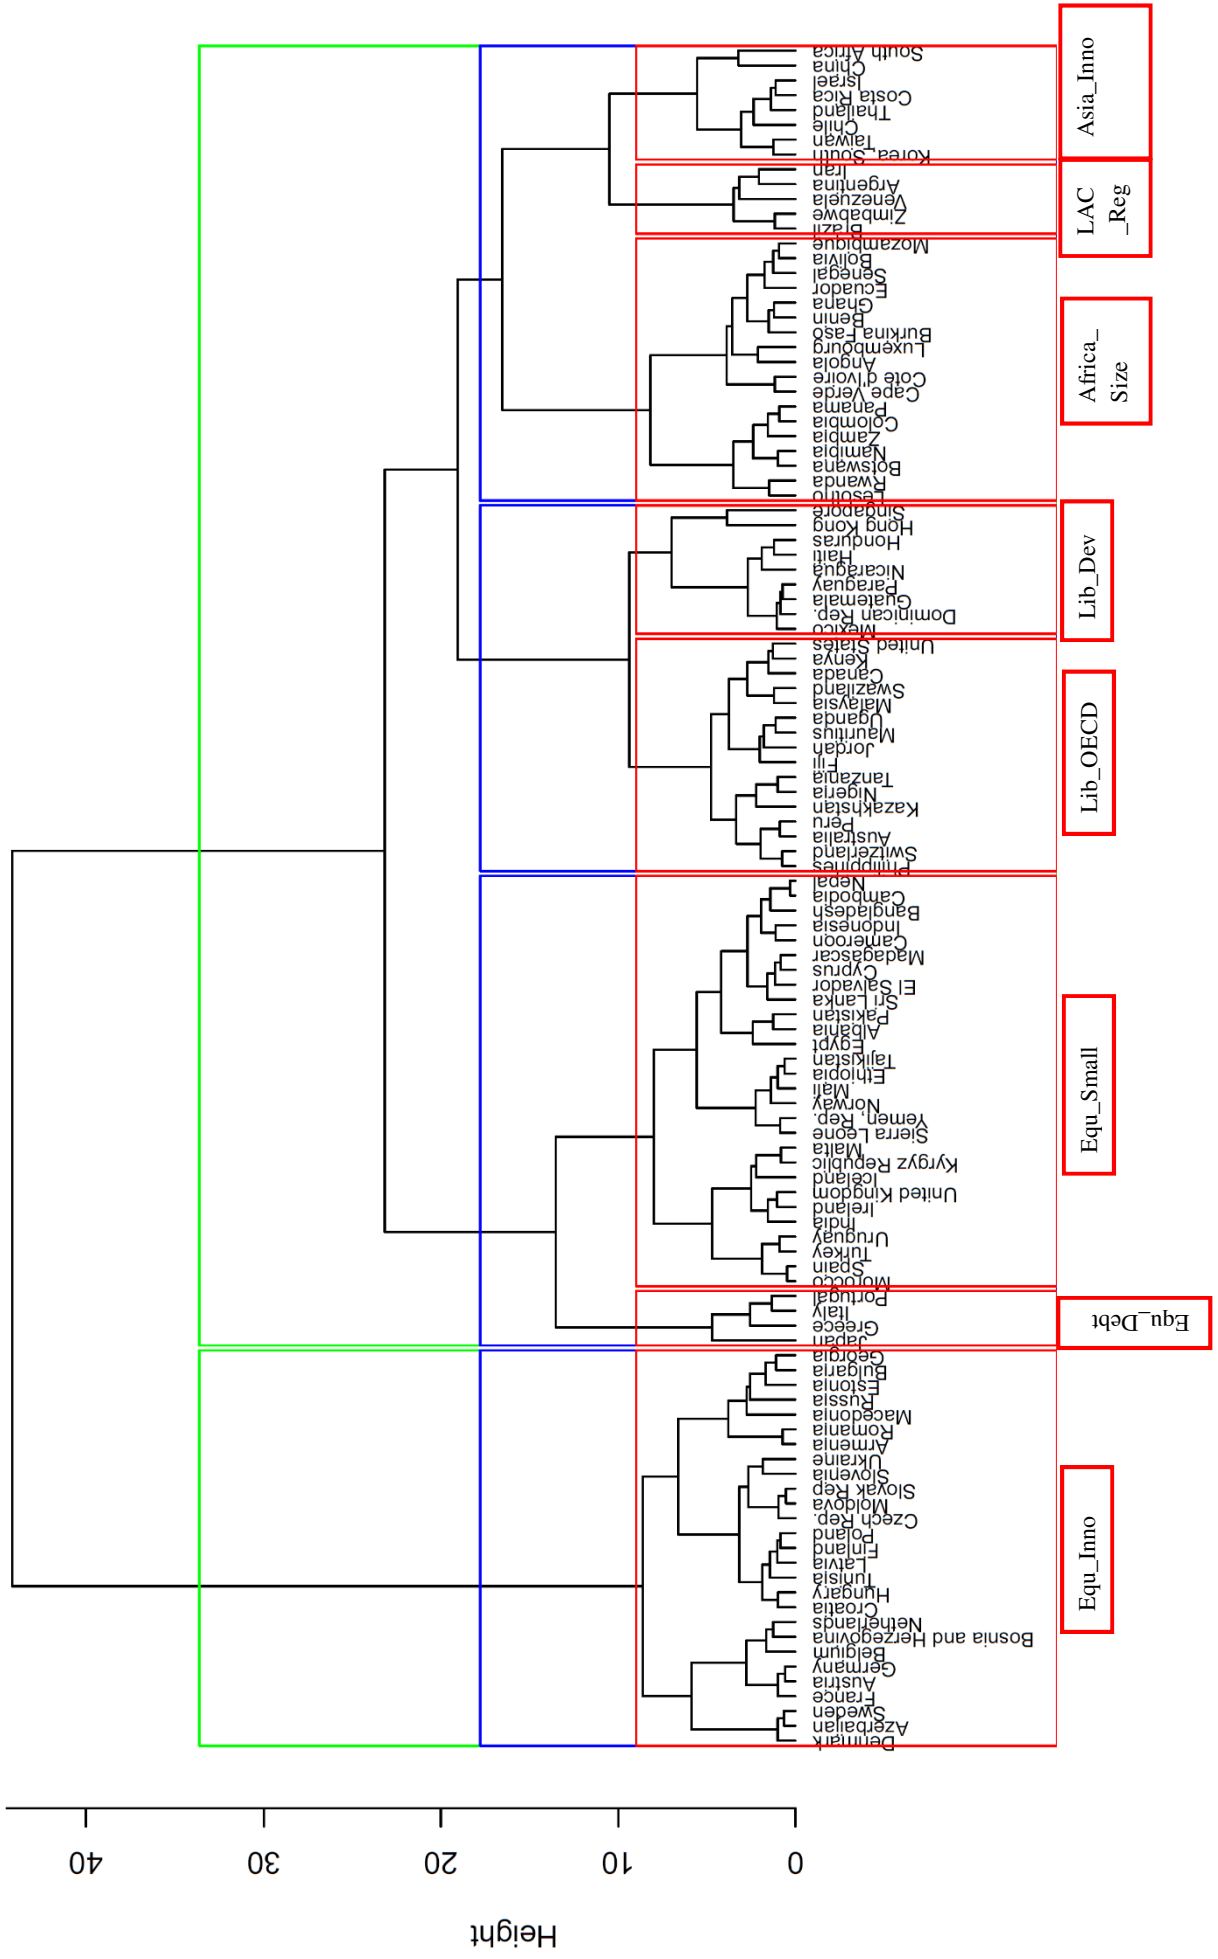 South Africa
China
Israel
Costa Rica
Thailand
Chile
Taiwan
Korea, South
Iran
Argentina
Venezuela
Zimbabwe
Brazil
Mozambique
Bolivia
Senegal
Ecuador
Ghana
Benin
Burkina Faso
Luxembourg
Angola
Cote d'Ivoire
Cape Verde
Panama
Colombia
Zambia
Namibia
Botswana
Rwanda
Lesotho
Singapore
Hong Kong
Honduras
Haiti
Nicaragua
Paraguay
Guatemala
Dominican Rep.
Mexico
United States
Kenya
Canada
Swaziland
Malaysia
Uganda
Mauritius
Jordan
Fiji
Tanzania
Nigeria
Kazakhstan
Peru
Australia
Switzerland
Philippines
Nepal
Cambodia
Bangladesh
Indonesia
Cameroon
Madagascar
Cyprus
El Salvador
Sri Lanka
Pakistan
Albania
Egypt
Tajikistan
Ethiopia
Mali
Norway
Yemen, Rep.
Sierra Leone
Malta
Kyrgyz Republic
Iceland
United Kingdom
Ireland
India
Uruguay
Turkey
Spain
Morocco
Portugal
Italy
Greece
Japan
Georgia
Bulgaria
Estonia
Russia
Macedonia
Romania
Armenia
Ukraine
Slovenia
Slovak Rep
Moldova
Czech Rep.
Poland
Finland
Latvia
Tunisia
Hungary
Croatia
Netherlands
Bosnia and Herzegovina
Belgium
Germany
Austria
France
Sweden
Azerbaijan
Denmark
Asia_Inno
LAC
_Reg
Africa_
Size
Lib_Dev
Lib_OECD
Equ_Small
Equ_Debt
Equ_Inno
40
30
20
10
0
Height